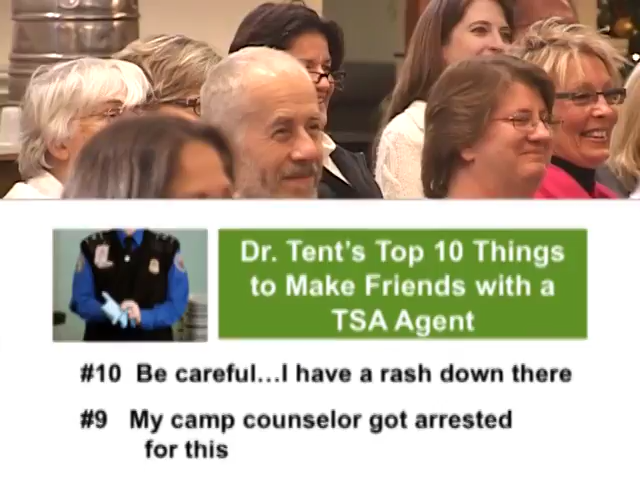 Dr. Tent's Top 10 Things
to Make Friends with a
TSA Agent
#10 Be careful...I have a rash down there
#9 My camp counselor got arrested
for this